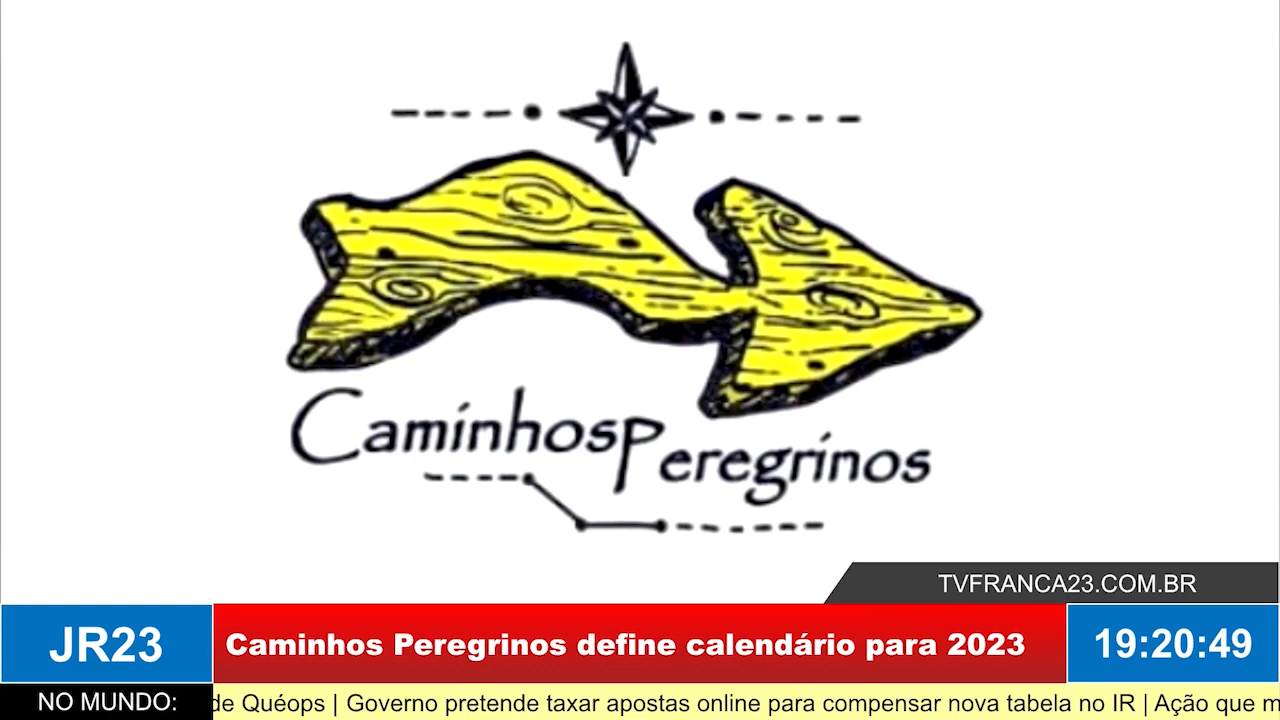 Caminhos Peregrinos
TVFRANCA23.COM.BR
JR23
Caminhos Peregrinos define calendário para 2023
19:20:49
NO MUNDO:
de Quéops | Governo pretende taxar apostas online para compensar nova tabela no IR | Ação que m